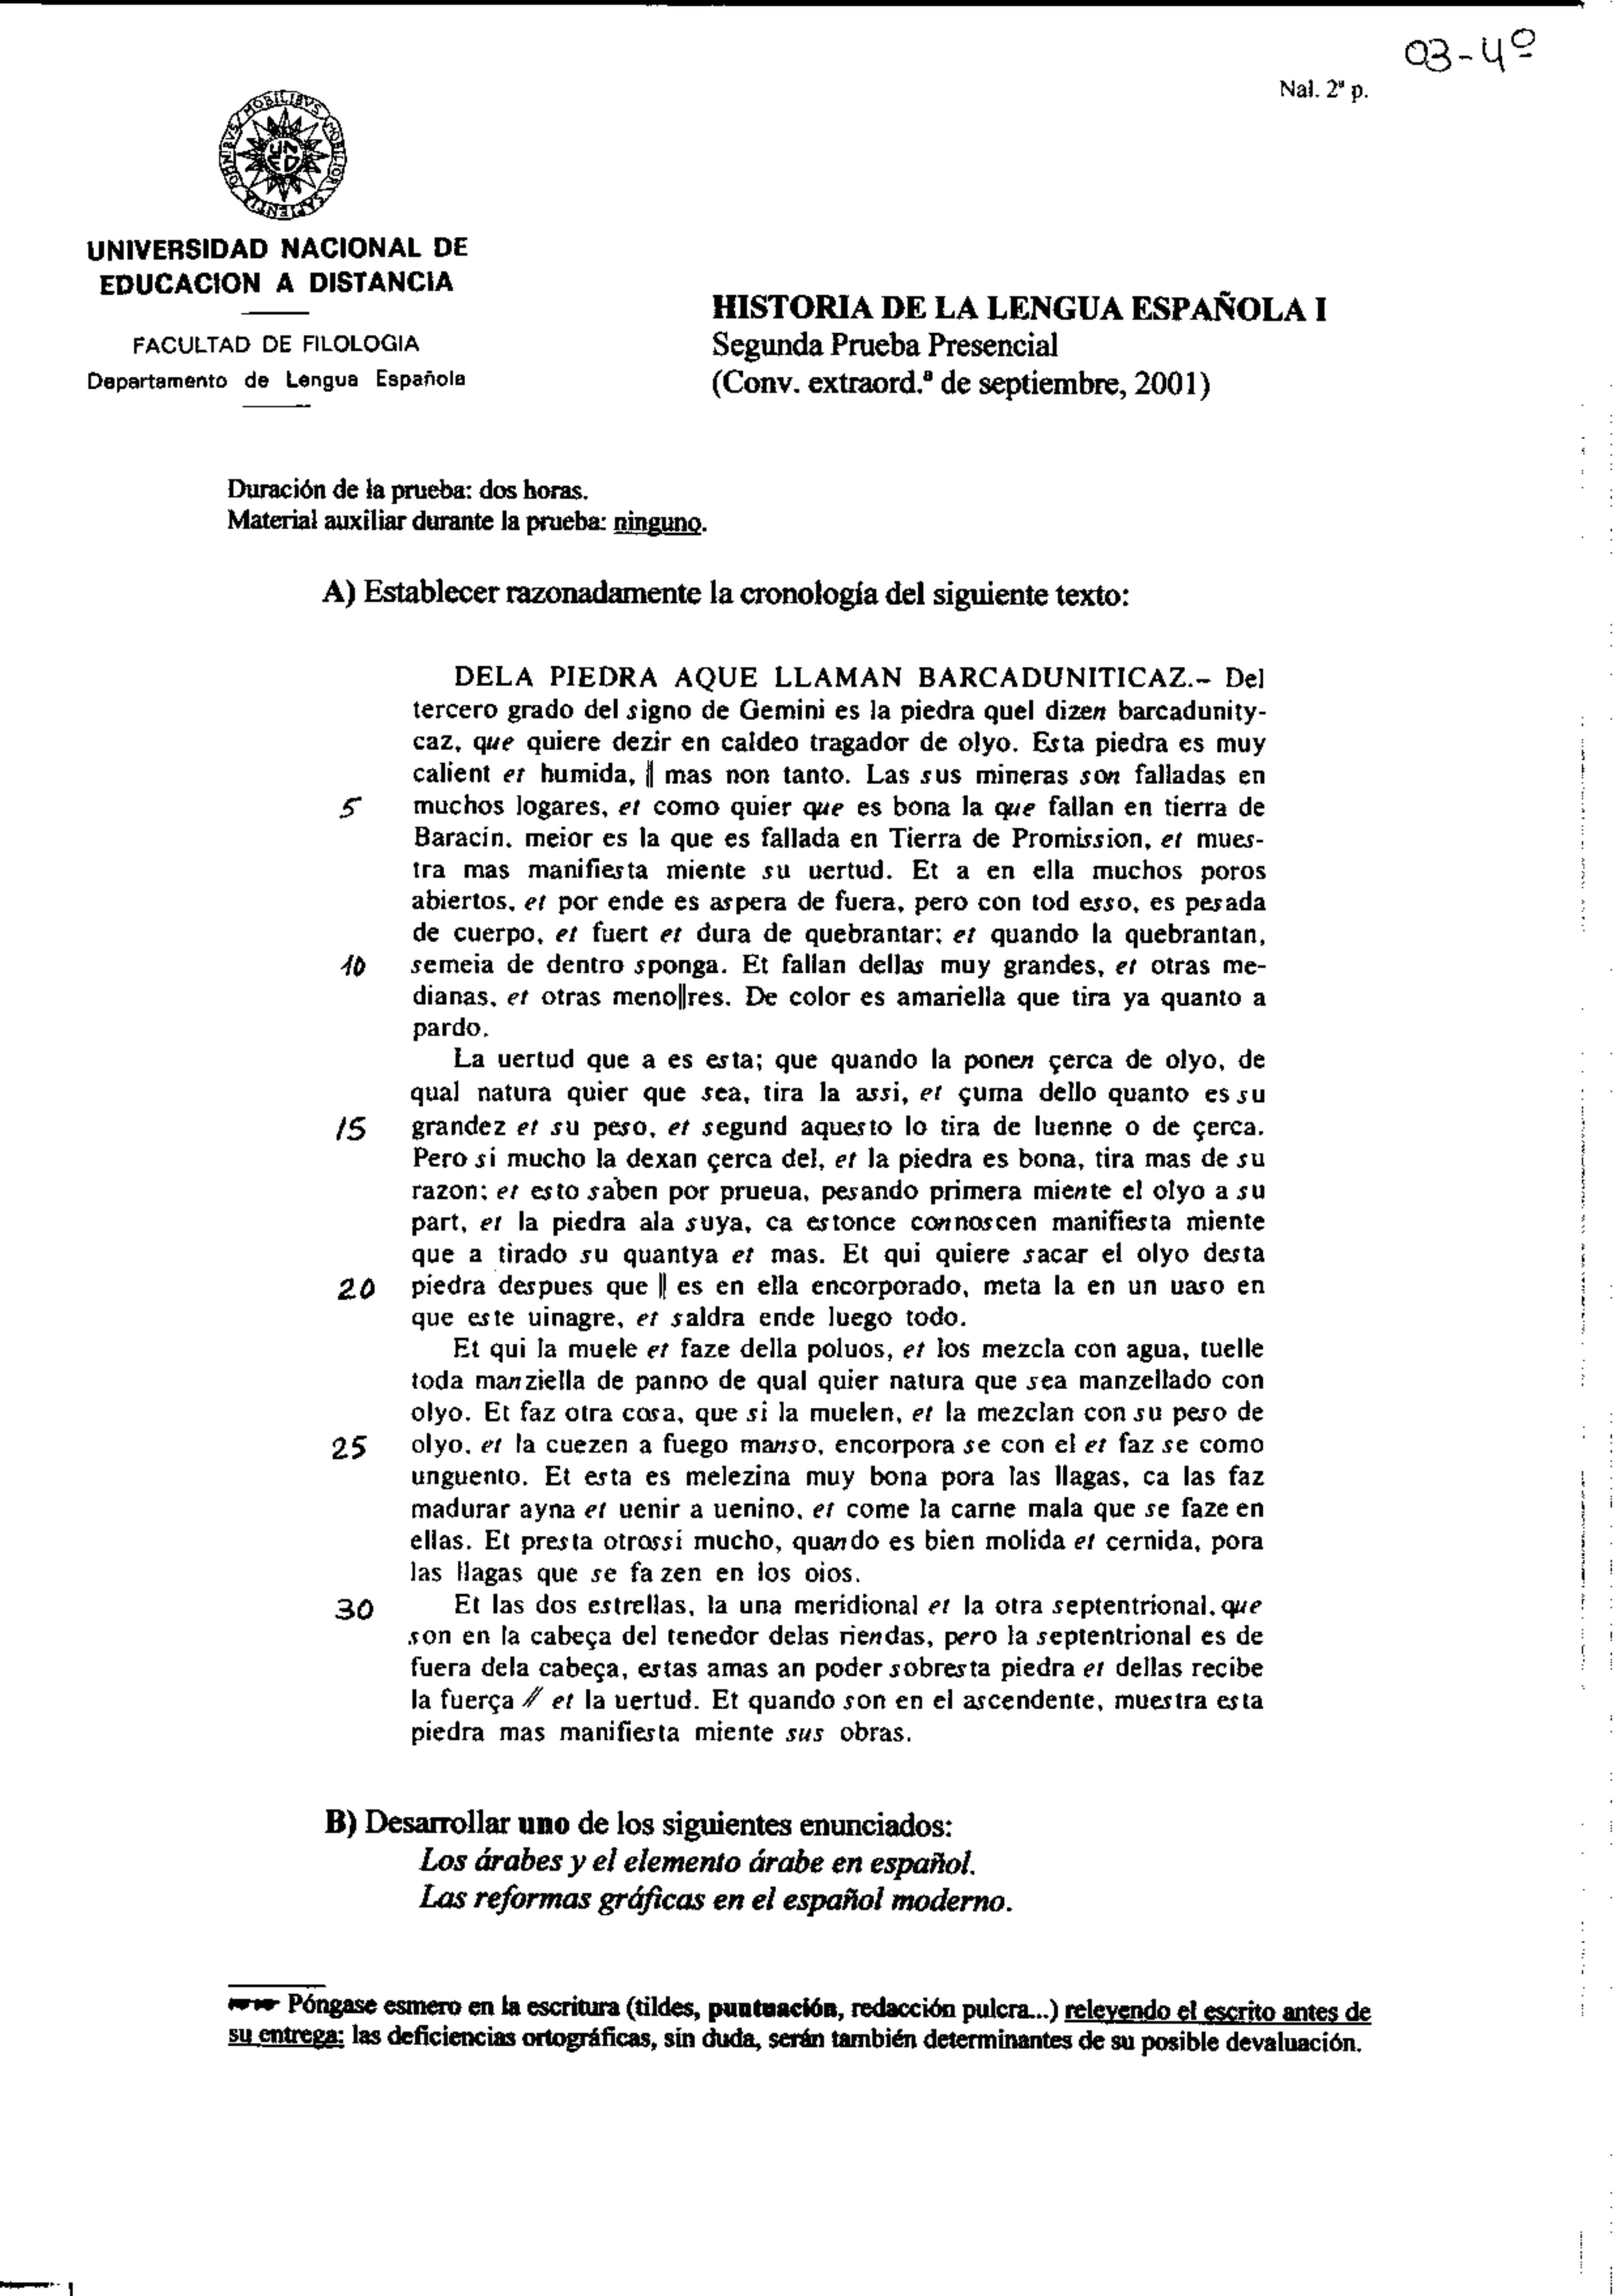 03-4º
Nal. 2ª p.
OMNIBVS MOBILIBVS MOBILIOR SAPIENTIA
UNED
UNIVERSIDAD NACIONAL DE
EDUCACION A DISTANCIA
FACULTAD DE FILOLOGIA
Departamento de Lengua Española
HISTORIA DE LA LENGUA ESPAÑOLA I
Segunda Prueba Presencial
(Conv. extraord.ª de septiembre, 2001)
Duración de la prueba: dos horas.
Material auxiliar durante la prueba: ninguno.
A) Establecer razonadamente la cronología del siguiente texto:
DELA PIEDRA AQUE LLAMAN BARCADUNITICAZ.- Del
tercero grado del signo de Gemini es la piedra quel dizen barcadunity-
caz, que quiere dezir en caldeo tragador de olyo. Esta piedra es muy
calient et humida, || mas non tanto. Las sus mineras son falladas en
5 muchos logares, et como quier que es bona la que fallan en tierra de
Baracin, meior es la que es fallada en Tierra de Promission, et mues-
tra mas manifiesta miente su uertud. Et a en ella muchos poros
abiertos, et por ende es aspera de fuera, pero con tod esso, es pesada
de cuerpo, et fuert et dura de quebrantar; et quando la quebrantan,
10 semeia de dentro sponga. Et fallan dellas muy grandes, et otras me-
dianas, et otras meno||res. De color es amariella que tira ya quanto a
pardo.
La uertud que a es esta; que quando la ponen çerca de olyo, de
qual natura quier que sea, tira la assi, et çuma dello quanto es su
15 grandez et su peso, et segund aquesto lo tira de luenne o de çerca.
Pero si mucho la dexan çerca del, et la piedra es bona, tira mas de su
razon; et esto saben por prueua, pesando primera miente el olyo a su
part, et la piedra ala suya, ca estonce connoscen manifiesta miente
que a tirado su quantya et mas. Et qui quiere sacar el olyo desta
20 piedra despues que || es en ella encorporado, meta la en un uaso en
que este uinagre, et saldra ende luego todo.
Et qui la muele et faze della poluos, et los mezcla con agua, tuelle
toda manziella de panno de qual quier natura que sea manzellado con
olyo. Et faz otra cosa, que si la muelen, et la mezclan con su peso de
25 olyo, et la cuezen a fuego manso, encorpora se con el et faz se como
unguento. Et esta es melezina muy bona pora las llagas, ca las faz
madurar ayna et uenir a uenino, et come la carne mala que se faze en
ellas. Et presta otrossi mucho, quando es bien molida et cernida, pora
las llagas que se fa zen en los oios.
30 Et las dos estrellas, la una meridional et la otra septentrional, que
son en la cabeça del tenedor delas riendas, pero la septentrional es de
fuera dela cabeça, estas amas an poder sobresta piedra et dellas recibe
la fuerça // et la uertud. Et quando son en el ascendente, muestra esta
piedra mas manifiesta miente sus obras.
B) Desarrollar uno de los siguientes enunciados:
Los árabes y el elemento árabe en español.
Las reformas gráficas en el español moderno.
Póngase esmero en la escritura (tildes, puntuación, redacción pulcra...) releyendo el escrito antes de
su entrega: las deficiencias ortográficas, sin duda, serán también determinantes de su posible devaluación.